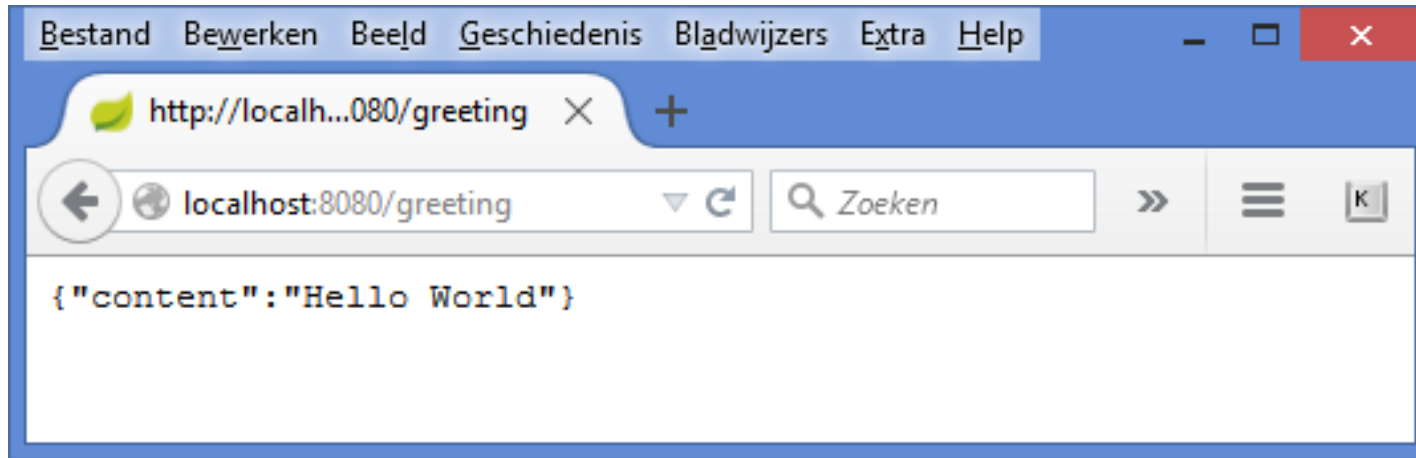 Bestand Bewerken Beeld Geschiedenis Bladwijzers Extra Help
http://localh...080/greeting
localhost:8080/greeting Zoeken K
{"content":"Hello World"}